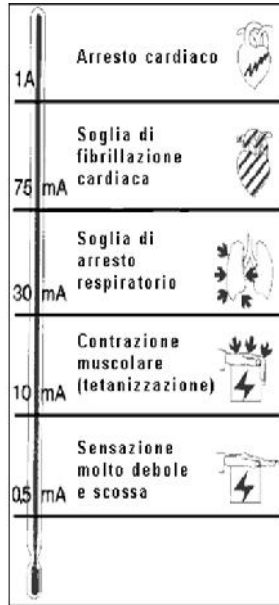 Arresto cardiaco
1A
Soglia di
fibrillazione
cardiaca
75 mA
Soglia di
arresto
respiratorio
30 mA
Contrazione
muscolare
(tetanizzazione)
10 mA
Sensazione
molto debole
e scossa
0,5 mA